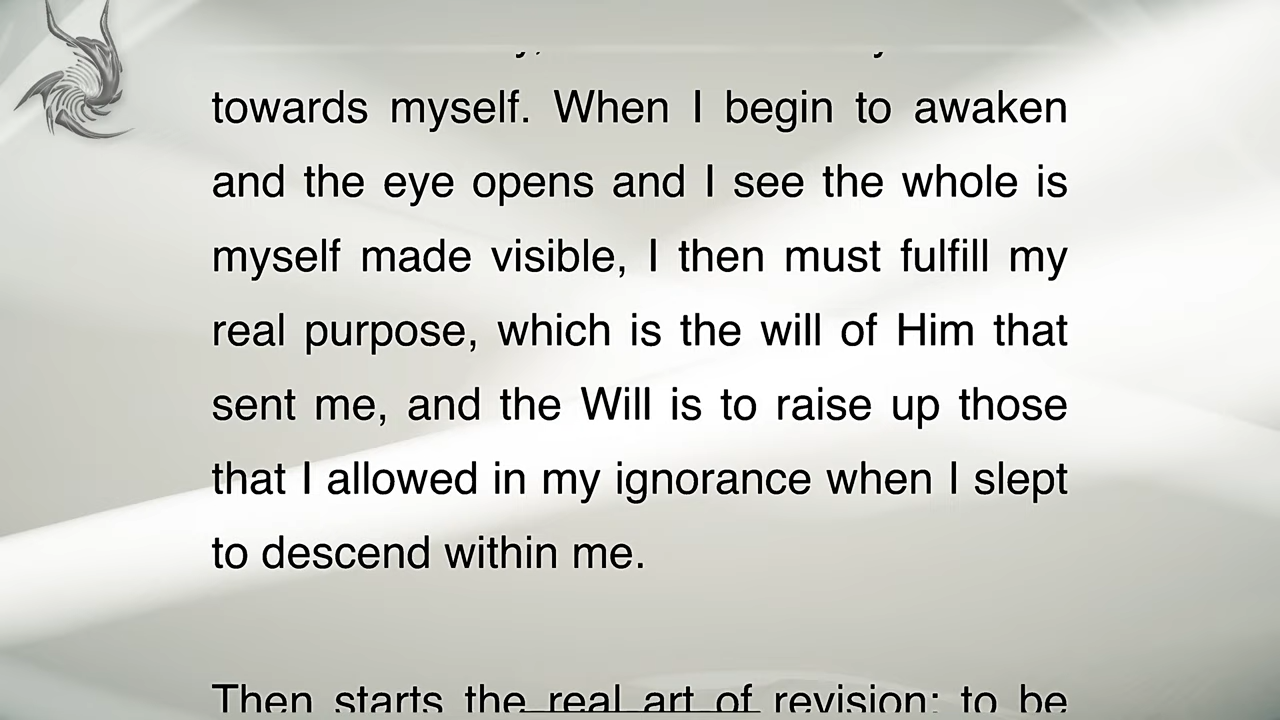 towards myself. When I begin to awaken
and the eye opens and I see the whole is
myself made visible, I then must fulfill my
real purpose, which is the will of Him that
sent me, and the Will is to raise up those
that I allowed in my ignorance when I slept
to descend within me.
Then starts the real art of revision; to be